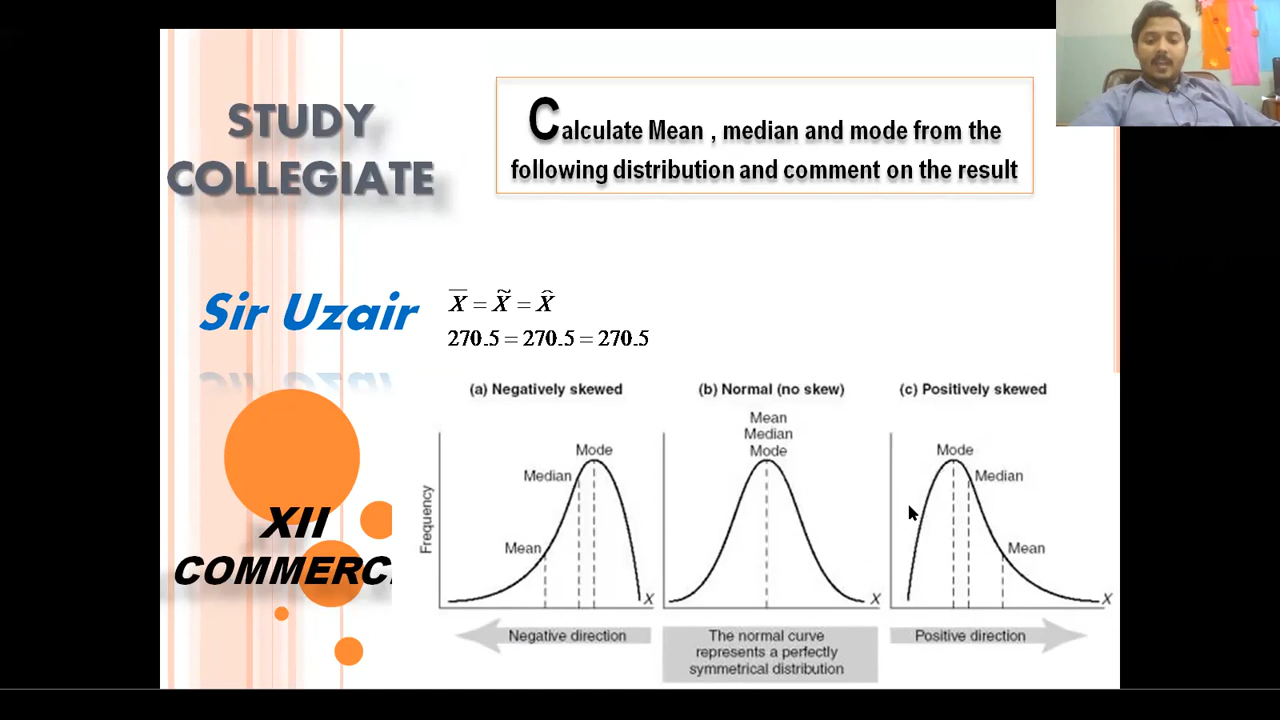 STUDY
COLLEGIATE
Calculate Mean , median and mode from the
following distribution and comment on the result
Sir Uzair
X̅ = X̃ = X̂
270.5 = 270.5 = 270.5
XII
COMMERC
(a) Negatively skewed
(b) Normal (no skew)
(c) Positively skewed
Frequency
Mode
Median
Mean
X
Negative direction
Mean
Median
Mode
X
The normal curve
represents a perfectly
symmetrical distribution
Mode
Median
Mean
X
Positive direction